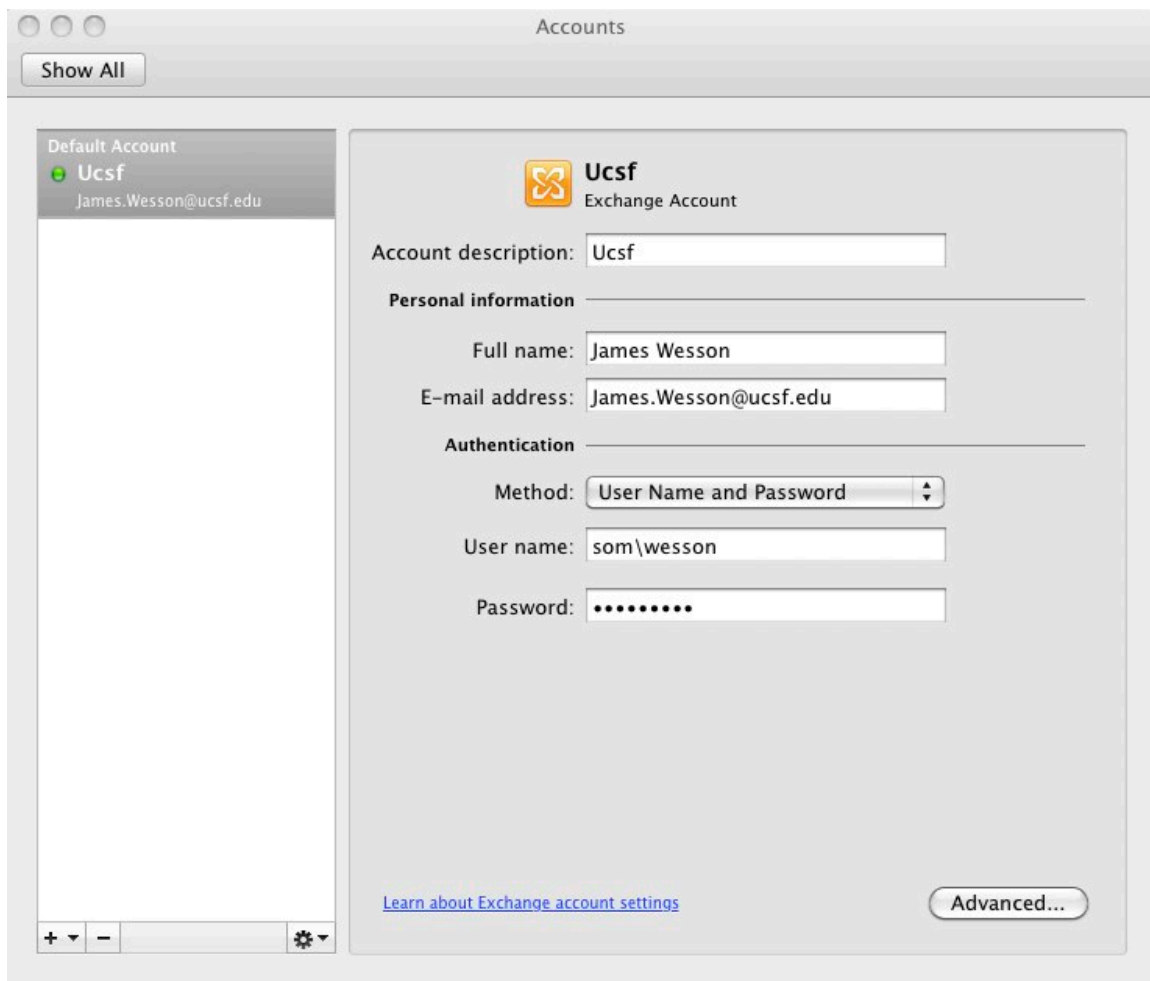 Accounts
Show All
Default Account
Ucsf
James.Wesson@ucsf.edu
Ucsf
Exchange Account
Account description: Ucsf
Personal information
Full name: James Wesson
E-mail address: James.Wesson@ucsf.edu
Authentication
Method: User Name and Password
User name: som\wesson
Password: •••••••••
Learn about Exchange account settings
Advanced...